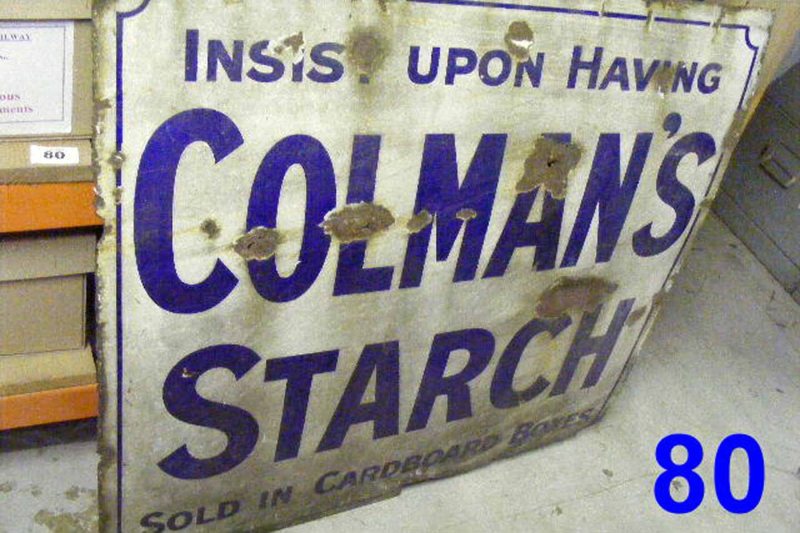 INSIST UPON HAVING
COLMAN'S
STARCH
SOLD IN CARDBOARD BOXES
80
80